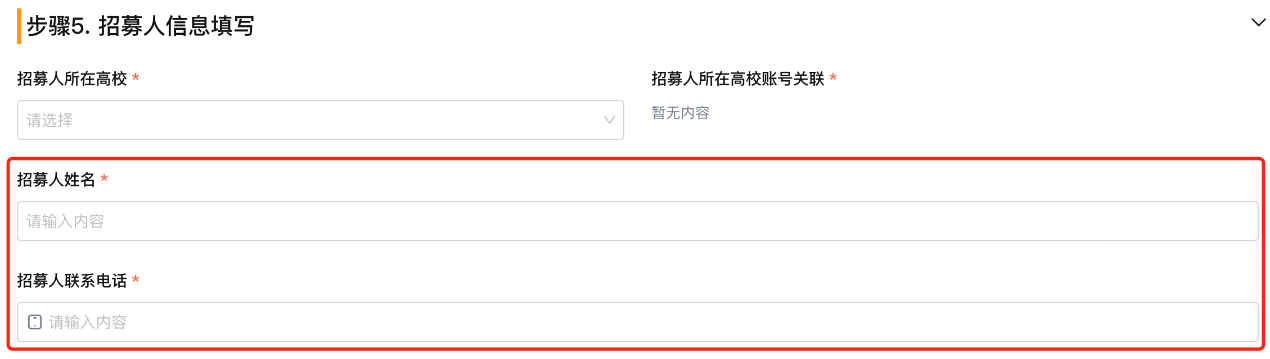 步骤5. 招募人信息填写
招募人所在高校 *
请选择
招募人所在高校账号关联 *
暂无内容
招募人姓名 *
请输入内容
招募人联系电话 *
请输入内容